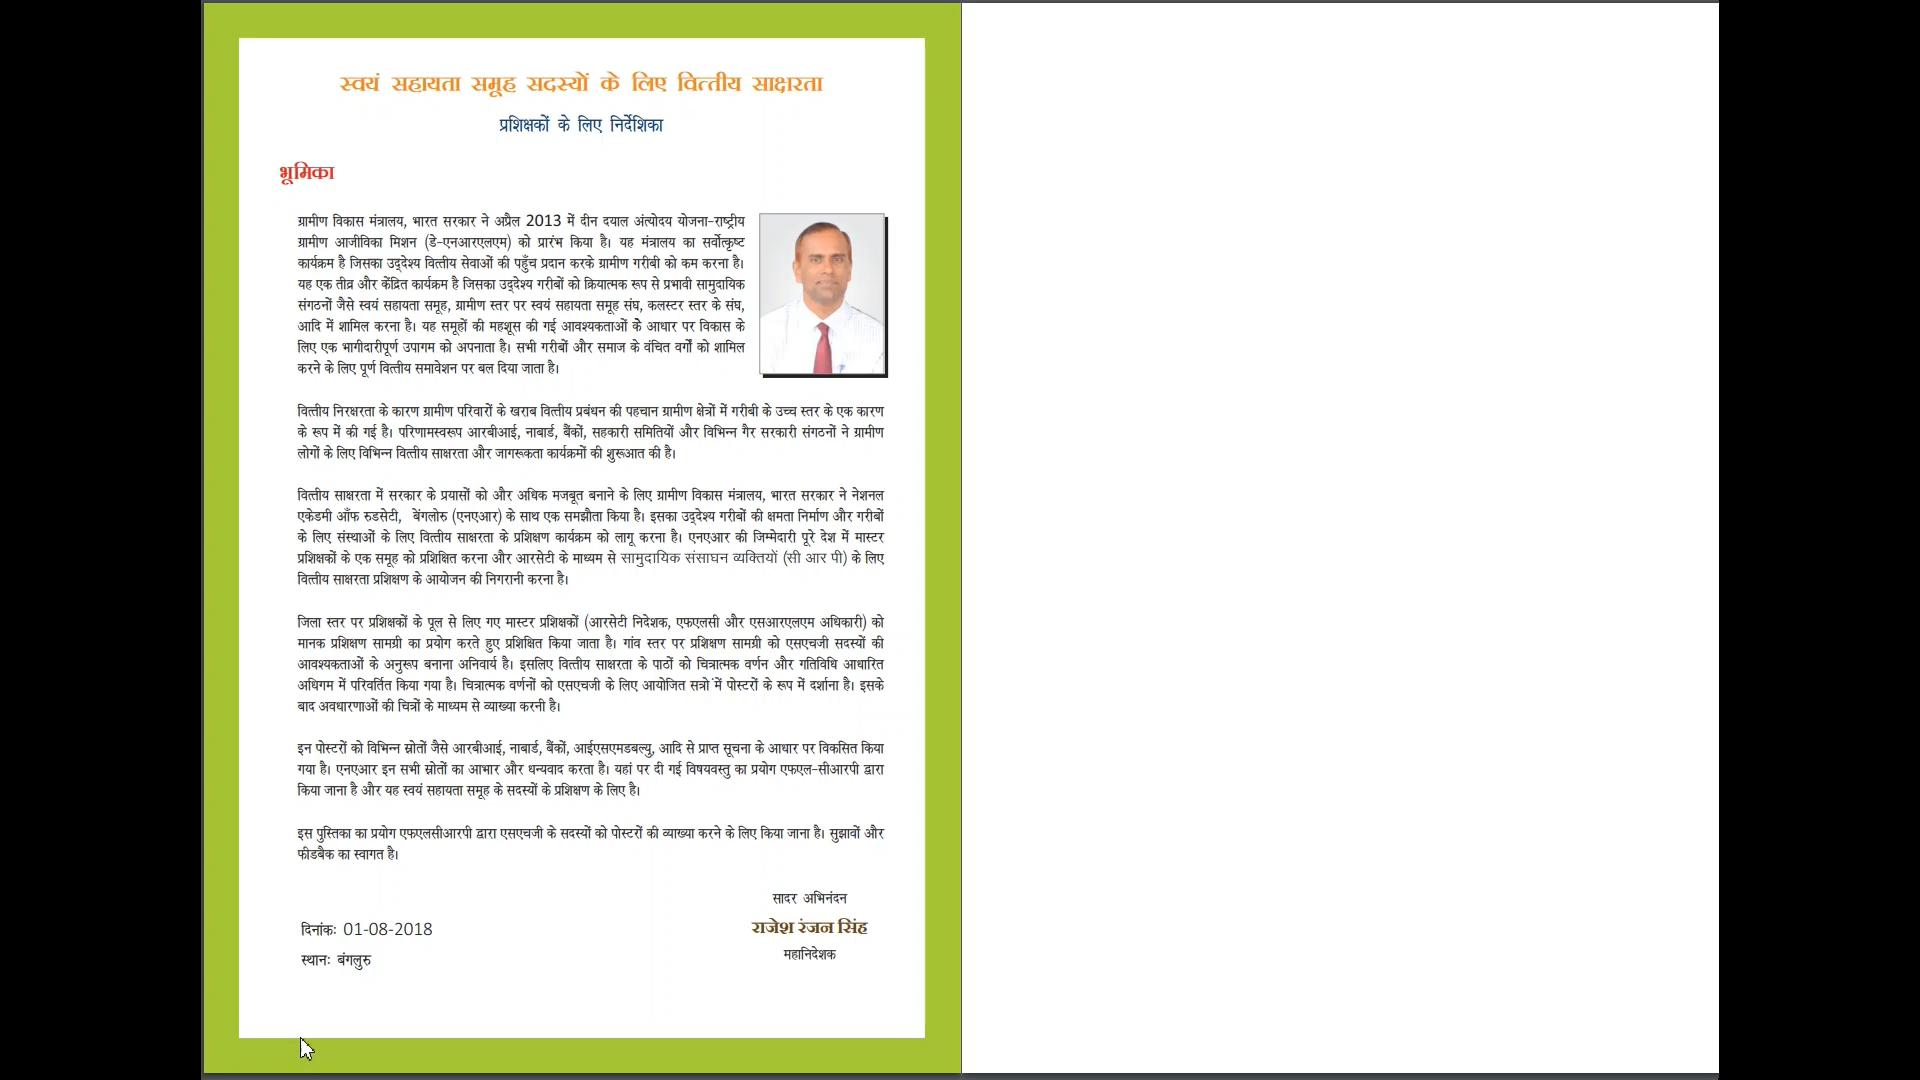 स्वयं सहायता समूह सदस्यों के लिए वित्तीय साक्षरता
प्रशिक्षकों के लिए निर्देशिका
भूमिका
ग्रामीण विकास मंत्रालय, भारत सरकार ने अप्रैल 2013 में दीन दयाल अंत्योदय योजना-राष्ट्रीय
ग्रामीण आजीविका मिशन (डे-एनआरएलएम) को प्रारंभ किया है। यह मंत्रालय का सर्वोत्कृष्ट
कार्यक्रम है जिसका उद्देश्य वित्तीय सेवाओं की पहुँच प्रदान करके ग्रामीण गरीबी को कम करना है।
यह एक तीव्र और केंद्रित कार्यक्रम है जिसका उद्देश्य गरीबों को क्रियात्मक रूप से प्रभावी सामुदायिक
संगठनों जैसे स्वयं सहायता समूह, ग्रामीण स्तर पर स्वयं सहायता समूह संघ, कलस्टर स्तर के संघ,
आदि में शामिल करना है। यह समूहों की महशूस की गई आवश्यकताओं के आधार पर विकास के
लिए एक भागीदारीपूर्ण उपागम को अपनाता है। सभी गरीबों और समाज के वंचित वर्गों को शामिल
करने के लिए पूर्ण वित्तीय समावेशन पर बल दिया जाता है।
वित्तीय निरक्षरता के कारण ग्रामीण परिवारों के खराब वित्तीय प्रबंधन की पहचान ग्रामीण क्षेत्रों में गरीबी के उच्च स्तर के एक कारण
के रूप में की गई है। परिणामस्वरूप आरबीआई, नाबार्ड, बैंकों, सहकारी समितियों और विभिन्न गैर सरकारी संगठनों ने ग्रामीण
लोगों के लिए विभिन्न वित्तीय साक्षरता और जागरूकता कार्यक्रमों की शुरूआत की है।
वित्तीय साक्षरता में सरकार के प्रयासों को और अधिक मजबूत बनाने के लिए ग्रामीण विकास मंत्रालय, भारत सरकार ने नेशनल
एकेडमी ऑफ रुडसेटी, बेंगलोरु (एनएआर) के साथ एक समझौता किया है। इसका उद्देश्य गरीबों की क्षमता निर्माण और गरीबों
के लिए संस्थाओं के लिए वित्तीय साक्षरता के प्रशिक्षण कार्यक्रम को लागू करना है। एनएआर की जिम्मेदारी पूरे देश में मास्टर
प्रशिक्षकों के एक समूह को प्रशिक्षित करना और आरसेटी के माध्यम से सामुदायिक संसाघन व्यक्तियों (सी आर पी) के लिए
वित्तीय साक्षरता प्रशिक्षण के आयोजन की निगरानी करना है।
जिला स्तर पर प्रशिक्षकों के पूल से लिए गए मास्टर प्रशिक्षकों (आरसेटी निदेशक, एफएलसी और एसआरएलएम अधिकारी) को
मानक प्रशिक्षण सामग्री का प्रयोग करते हुए प्रशिक्षित किया जाता है। गांव स्तर पर प्रशिक्षण सामग्री को एसएचजी सदस्यों की
आवश्यकताओं के अनुरूप बनाना अनिवार्य है। इसलिए वित्तीय साक्षरता के पाठों को चित्रात्मक वर्णन और गतिविधि आधारित
अधिगम में परिवर्तित किया गया है। चित्रात्मक वर्णनों को एसएचजी के लिए आयोजित सत्रों में पोस्टरों के रूप में दर्शाना है। इसके
बाद अवधारणाओं की चित्रों के माध्यम से व्याख्या करनी है।
इन पोस्टरों को विभिन्न स्रोतों जैसे आरबीआई, नाबार्ड, बैंकों, आईएसएमडबल्यु, आदि से प्राप्त सूचना के आधार पर विकसित किया
गया है। एनएआर इन सभी स्रोतों का आभार और धन्यवाद करता है। यहां पर दी गई विषयवस्तु का प्रयोग एफएल-सीआरपी द्वारा
किया जाना है और यह स्वयं सहायता समूह के सदस्यों के प्रशिक्षण के लिए है।
इस पुस्तिका का प्रयोग एफएलसीआरपी द्वारा एसएचजी के सदस्यों को पोस्टरों की व्याख्या करने के लिए किया जाना है। सुझावों और
फीडबैक का स्वागत है।
सादर अभिनंदन
राजेश रंजन सिंह
महानिदेशक
दिनांकः 01-08-2018
स्थानः बंगलुरु